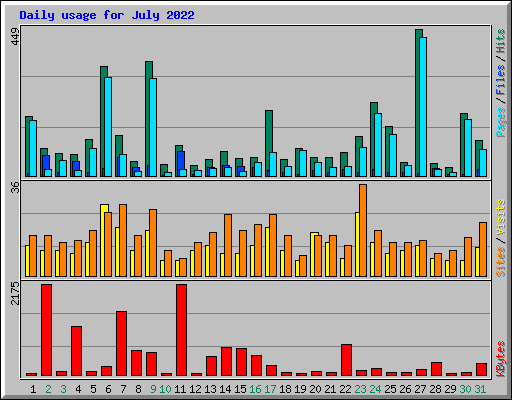 Daily usage for July 2022
449
Pages / Files / Hits
36
Sites / Visits
2175
KBytes
1 2 3 4 5 6 7 8 9 10 11 12 13 14 15 16 17 18 19 20 21 22 23 24 25 26 27 28 29 30 31